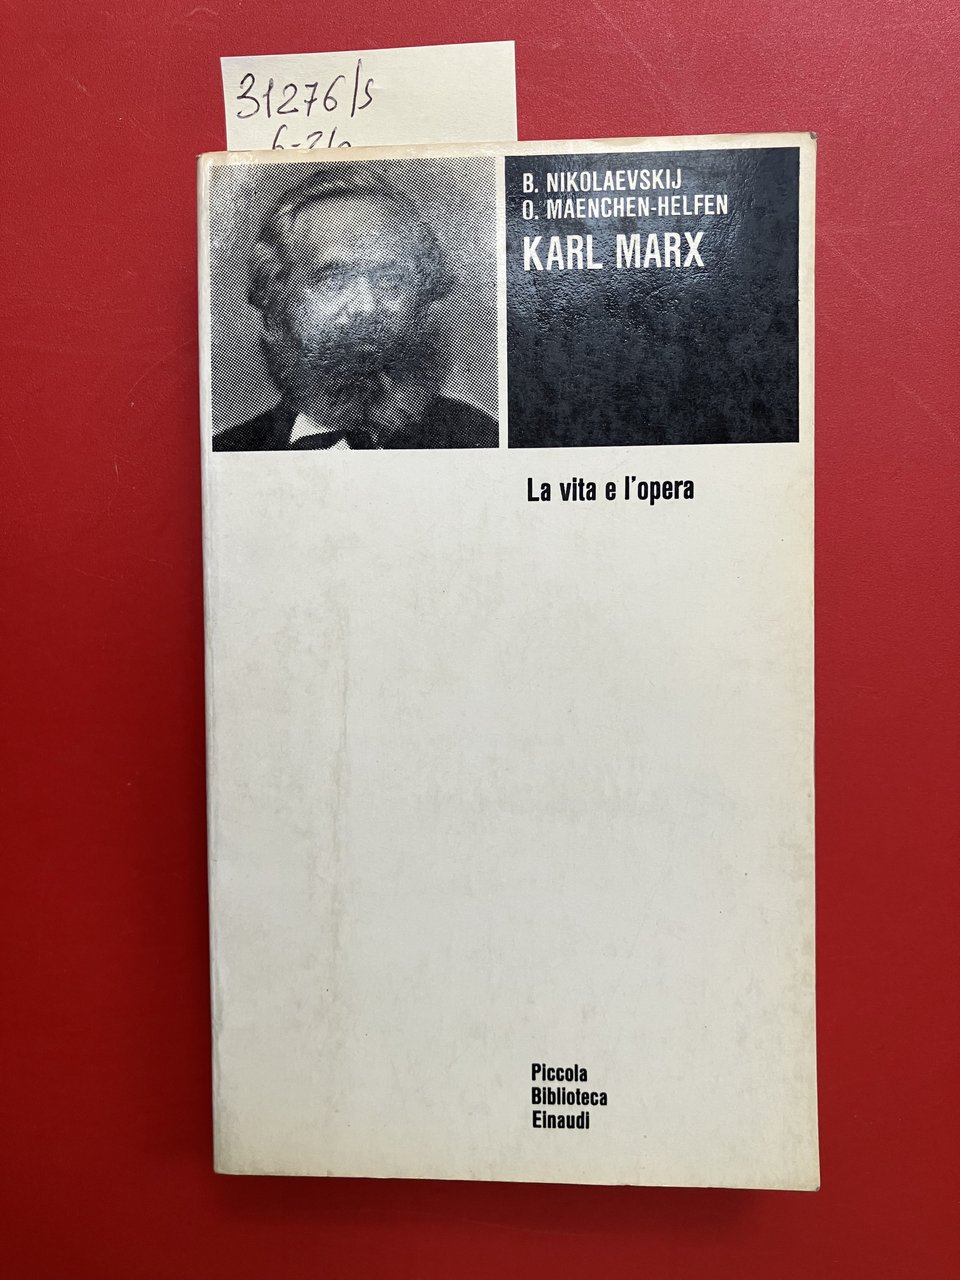 31276/s
B. NIKOLAEVSKIJ
O. MAENCHEN-HELFEN
KARL MARX
La vita e l'opera
Piccola
Biblioteca
Einaudi